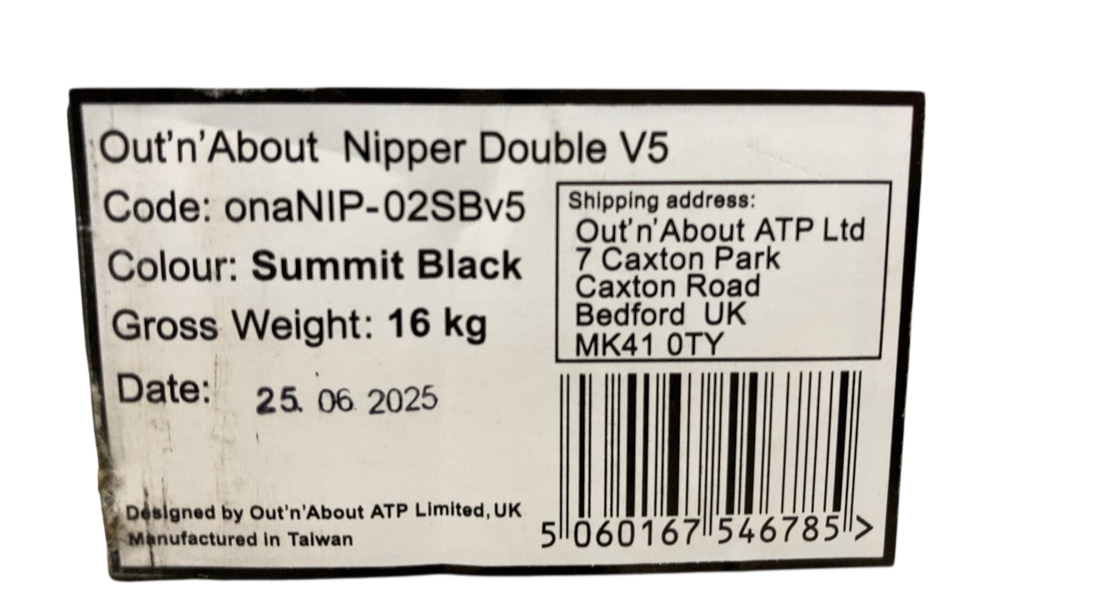 Out'n'About Nipper Double V5
Code: onaNIP-02SBv5
Colour: Summit Black
Gross Weight: 16 kg
Date: 25. 06 2025
Shipping address:
Out'n'About ATP Ltd
7 Caxton Park
Caxton Road
Bedford UK
MK41 0TY
Designed by Out'n'About ATP Limited, UK
Manufactured in Taiwan
5 060167 546785 >